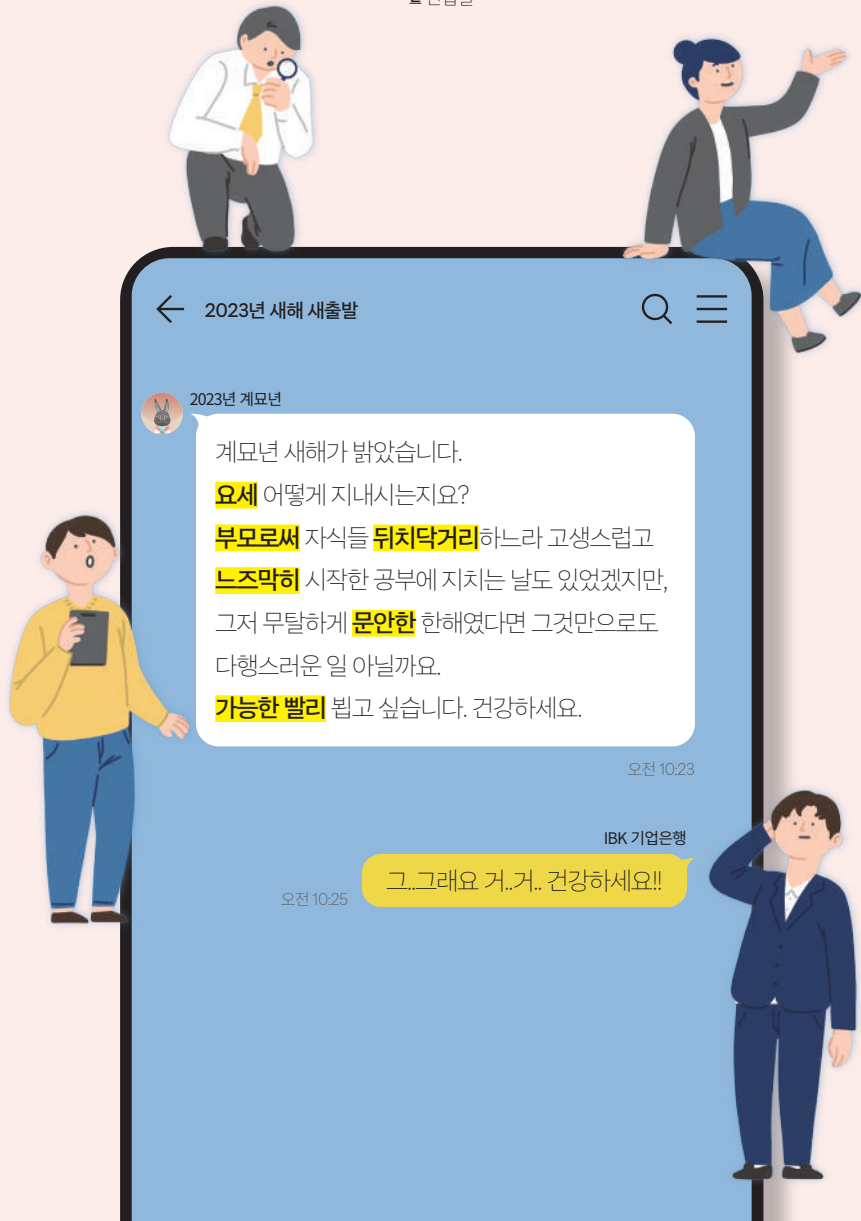 2023년 새해 새출발
2023년 계묘년
계묘년 새해가 밝았습니다.
요세 어떻게 지내시는지요?
부모로써 자식들 뒤치닥거리하느라 고생스럽고
느즈막히 시작한 공부에 지치는 날도 있었겠지만,
그저 무탈하게 문안한 한해였다면 그것만으로도
다행스러운 일 아닐까요.
가능한 빨리 뵙고 싶습니다. 건강하세요.
오전 10:23
IBK 기업은행
그..그래요 거..거.. 건강하세요!!
오전 10:25